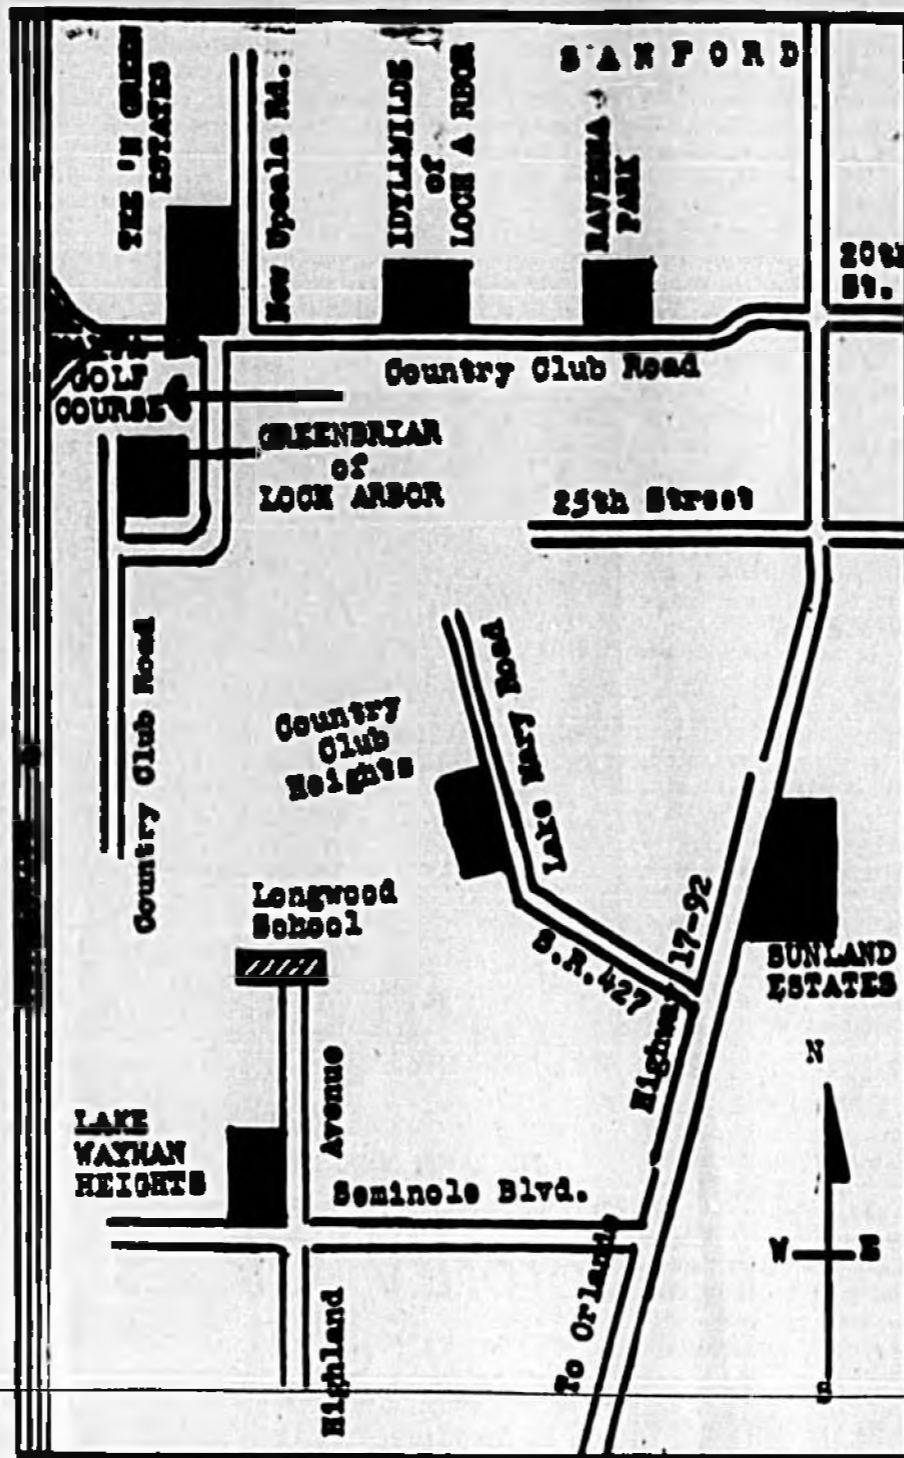 SANFORD
TEE 'N GREEN
ESTATES
New Upsala Rd.
IDYLLWILDE
of
LOCH ARBOR
RAVENNA
PARK
20th
St.
Country Club Road
GOLF
COURSE
GREENBRIAR
of
LOCH ARBOR
25th Street
Country Club Road
Country
Club
Heights
Lake Mary Road
Longwood
School
S.R.427
Highway 17-92
SUNLAND
ESTATES
N
W E
S
LAKE
WAYMAN
HEIGHTS
Highland Avenue
Seminole Blvd.
To Orlando